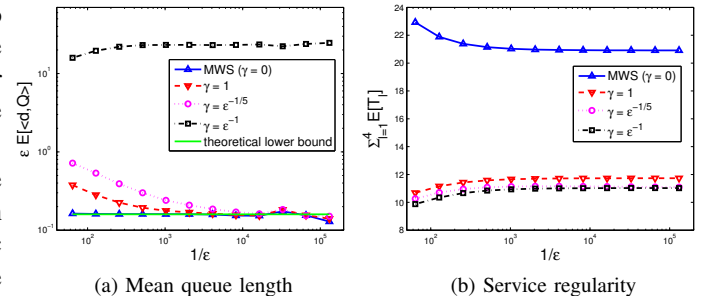 ε E[<d,Q>]
10¹
10⁰
10⁻¹
10² 10³ 10⁴ 10⁵
1/ε
MWS (γ = 0)
γ = 1
γ = ε⁻¹/⁵
γ = ε⁻¹
theoretical lower bound
(a) Mean queue length
Σ⁴ₗ₌₁ E[Tₗ]
24
22
20
18
16
14
12
10
8
10² 10³ 10⁴ 10⁵
1/ε
MWS (γ = 0)
γ = 1
γ = ε⁻¹/⁵
γ = ε⁻¹
(b) Service regularity